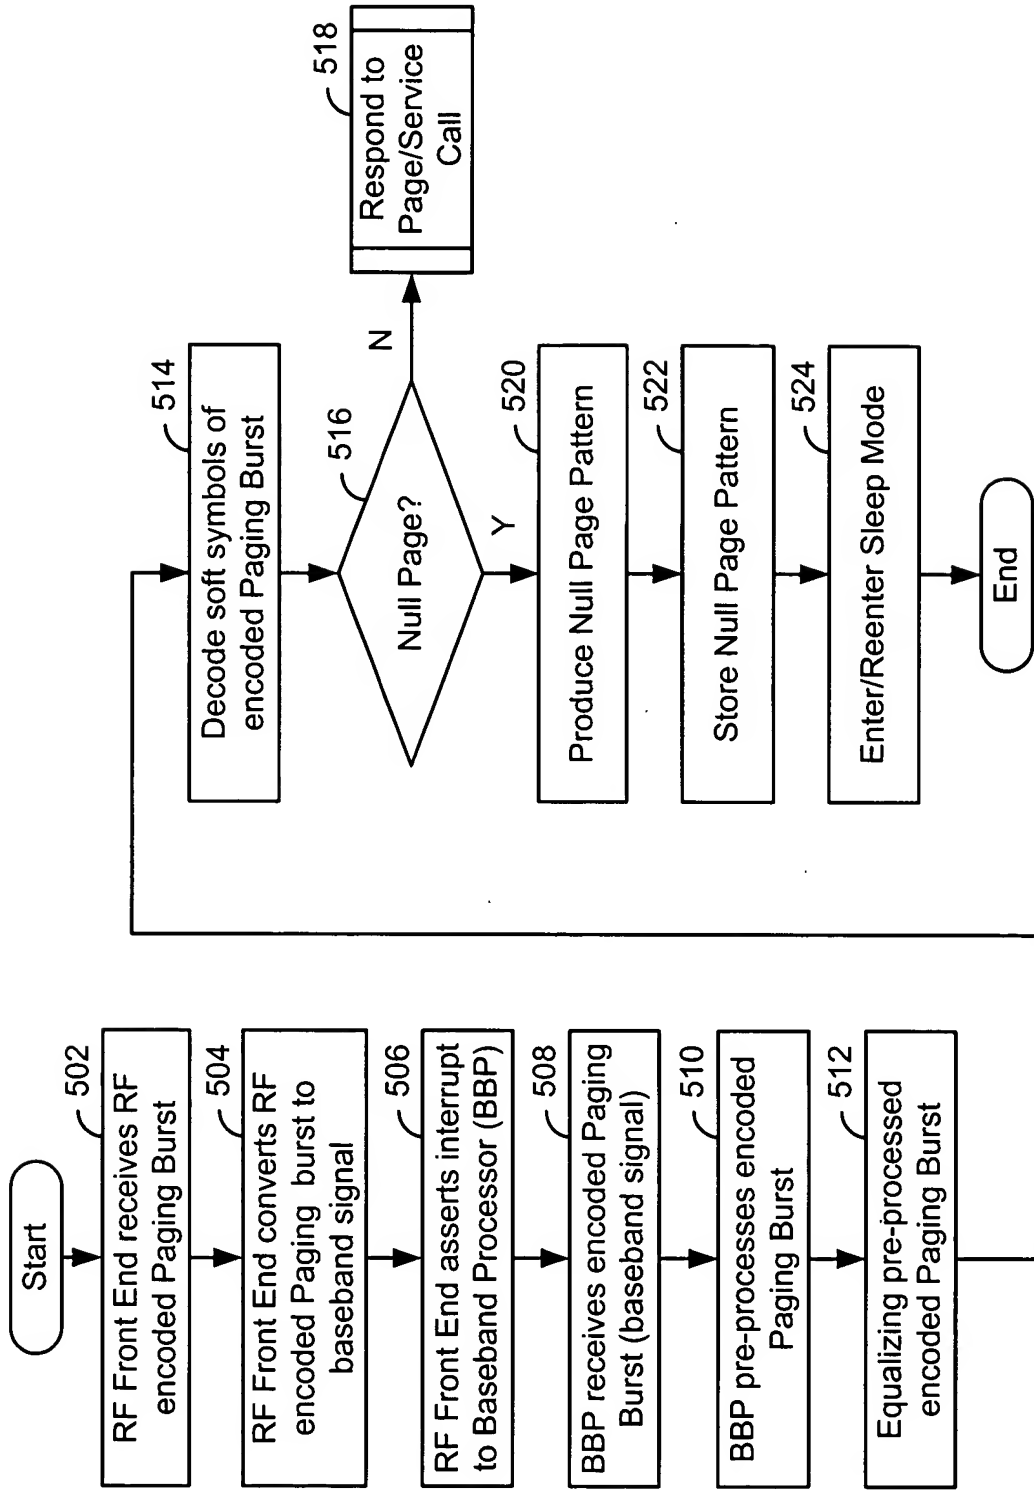 Start
502
RF Front End receives RF
encoded Paging Burst
504
RF Front End converts RF
encoded Paging burst to
baseband signal
506
RF Front End asserts interrupt
to Baseband Processor (BBP)
508
BBP receives encoded Paging
Burst (baseband signal)
510
BBP pre-processes encoded
Paging Burst
512
Equalizing pre-processed
encoded Paging Burst
514
Decode soft symbols of
encoded Paging Burst
516
Null Page?
N
518
Respond to
Page/Service
Call
Y
520
Produce Null Page Pattern
522
Store Null Page Pattern
524
Enter/Reenter Sleep Mode
End